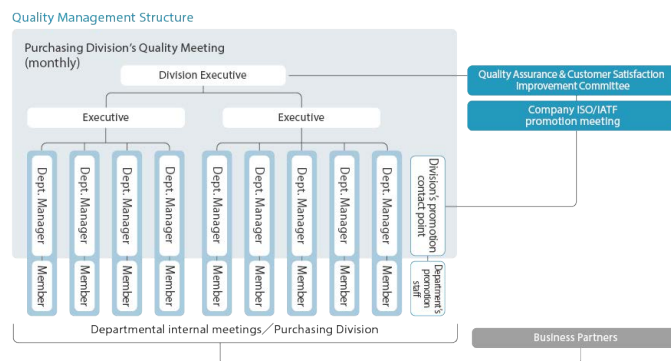 Quality Management Structure
Purchasing Division's Quality Meeting
(monthly)
Division Executive
Quality Assurance & Customer Satisfaction
Improvement Committee
Executive
Executive
Company ISO/IATF
promotion meeting
Dept. Manager
Dept. Manager
Dept. Manager
Dept. Manager
Dept. Manager
Dept. Manager
Dept. Manager
Dept. Manager
Dept. Manager
Division's promotion
contact point
Member
Member
Member
Member
Member
Member
Member
Member
Member
Department's
promotion
staff
Departmental internal meetings／Purchasing Division
Business Partners